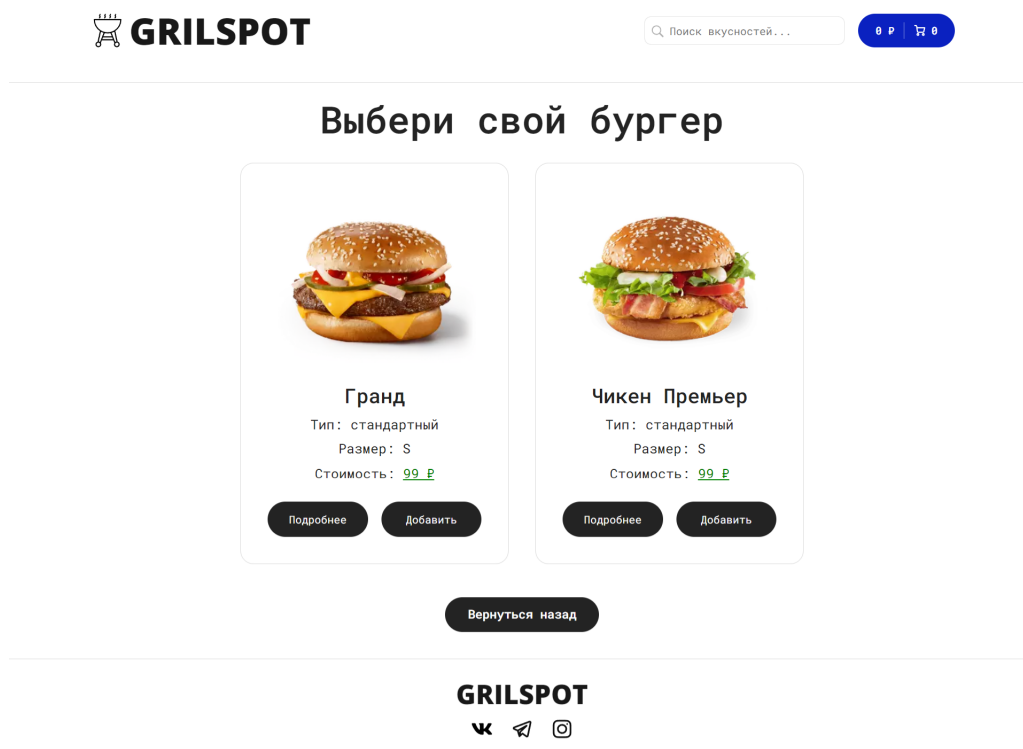 GRILSPOT
Поиск вкусностей...
0 ₽
0
Выбери свой бургер
Гранд
Тип: стандартный
Размер: S
Стоимость: 99 ₽
Подробнее
Добавить
Чикен Премьер
Тип: стандартный
Размер: S
Стоимость: 99 ₽
Подробнее
Добавить
Вернуться назад
GRILSPOT